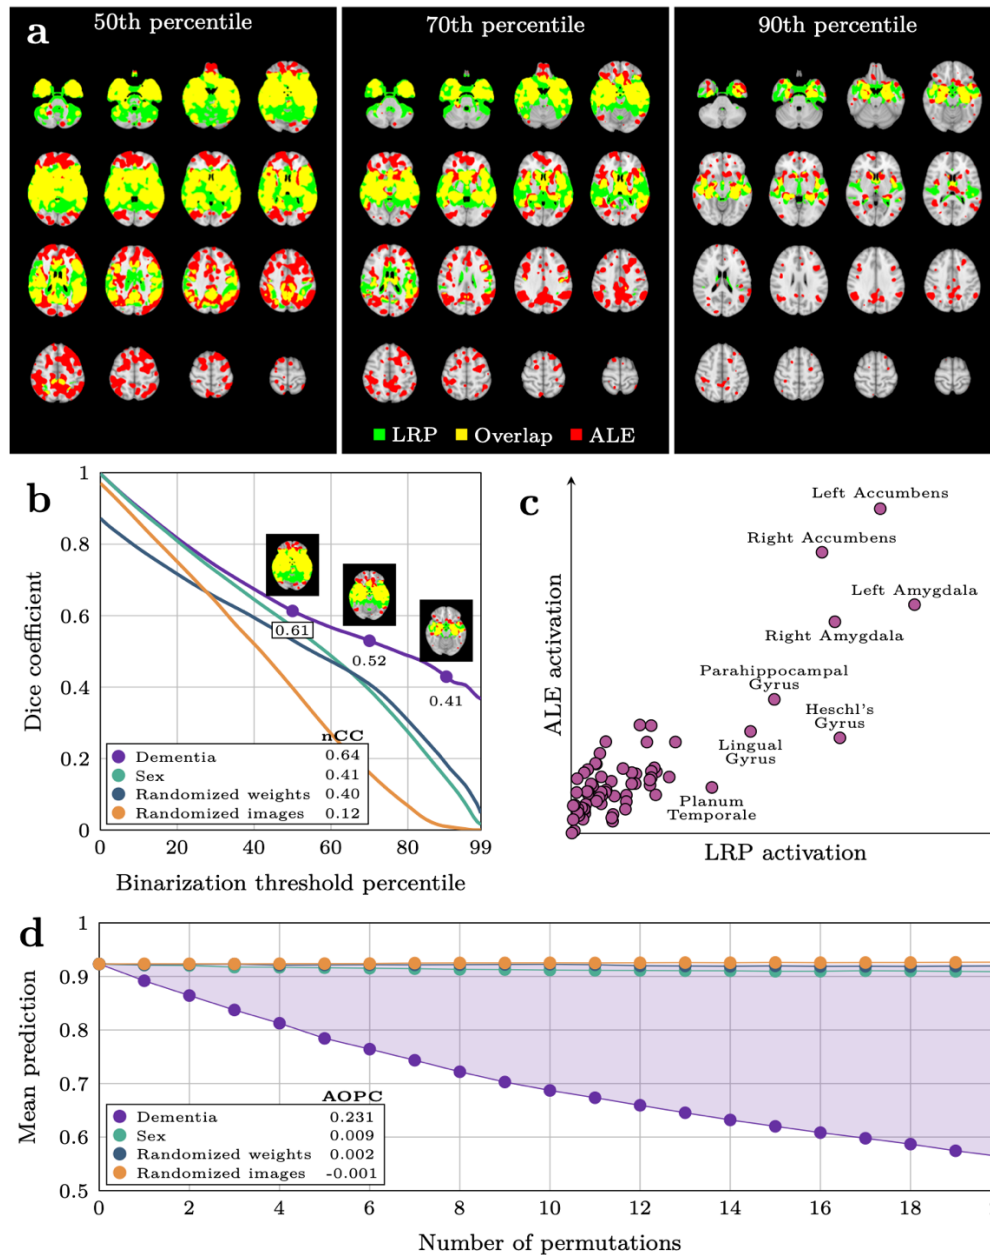 a
50th percentile
70th percentile
90th percentile
LRP
Overlap
ALE
b
1
0.8
0.6
0.4
0.2
0
Dice coefficient
0.61
0.52
0.41
nCC
Dementia 0.64
Sex 0.41
Randomized weights 0.40
Randomized images 0.12
0 20 40 60 80 99
Binarization threshold percentile
c
ALE activation
Left Accumbens
Right Accumbens
Left Amygdala
Right Amygdala
Parahippocampal
Gyrus
Heschl's
Gyrus
Lingual
Gyrus
Planum
Temporale
LRP activation
d
1
0.9
0.8
0.7
0.6
0.5
Mean prediction
AOPC
Dementia 0.231
Sex 0.009
Randomized weights 0.002
Randomized images -0.001
0 2 4 6 8 10 12 14 16 18
Number of permutations